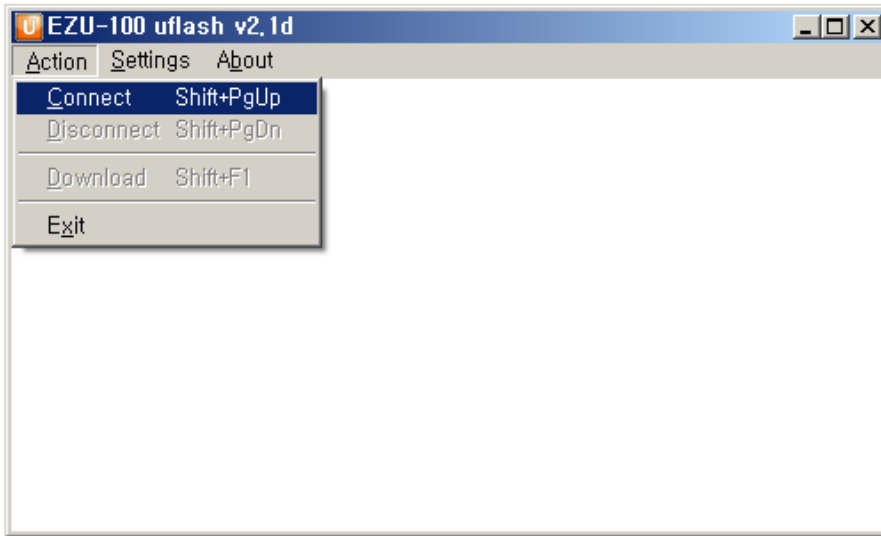 U EZU-100 uflash v2.1d
Action Settings About
Connect Shift+PgUp
Disconnect Shift+PgDn
Download Shift+F1
Exit